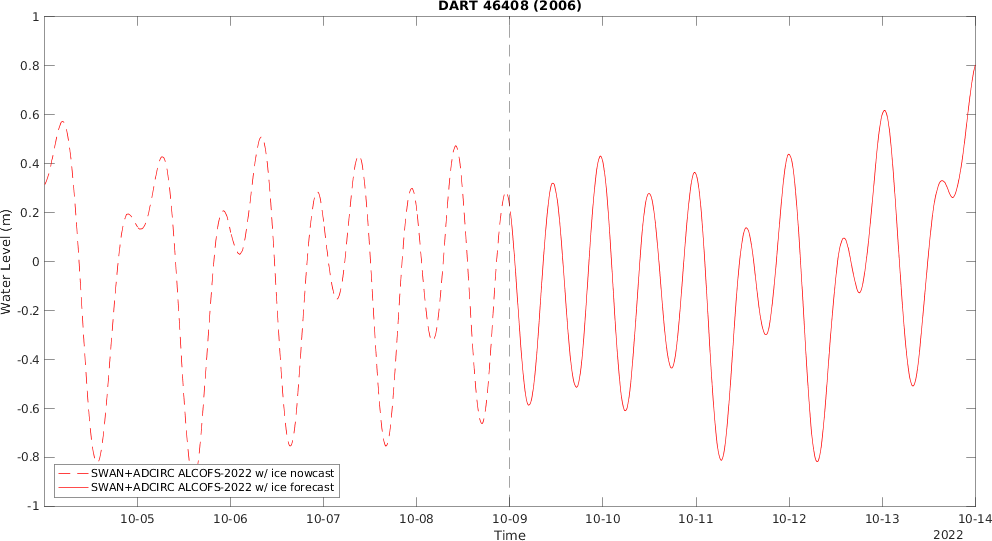 DART 46408 (2006)
1
0.8
0.6
0.4
0.2
0
-0.2
-0.4
-0.6
-0.8
-1
Water Level (m)
SWAN+ADCIRC ALCOFS-2022 w/ ice nowcast
SWAN+ADCIRC ALCOFS-2022 w/ ice forecast
10-05 10-06 10-07 10-08 10-09 10-10 10-11 10-12 10-13 10-14
Time
2022